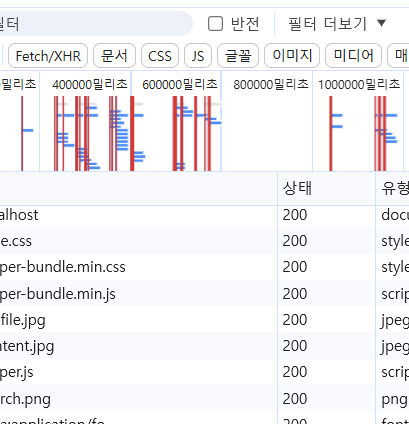 필터 반전 필터 더보기 ▼
Fetch/XHR 문서 CSS JS 글꼴 이미지 미디어 매
밀리초 400000밀리초 600000밀리초 800000밀리초 1000000밀리초
상태 유형
alhost 200 docu
e.css 200 style
per-bundle.min.css 200 style
per-bundle.min.js 200 scrip
file.jpg 200 jpeg
ntent.jpg 200 jpeg
per.js 200 scrip
rch.png 200 png
200 font